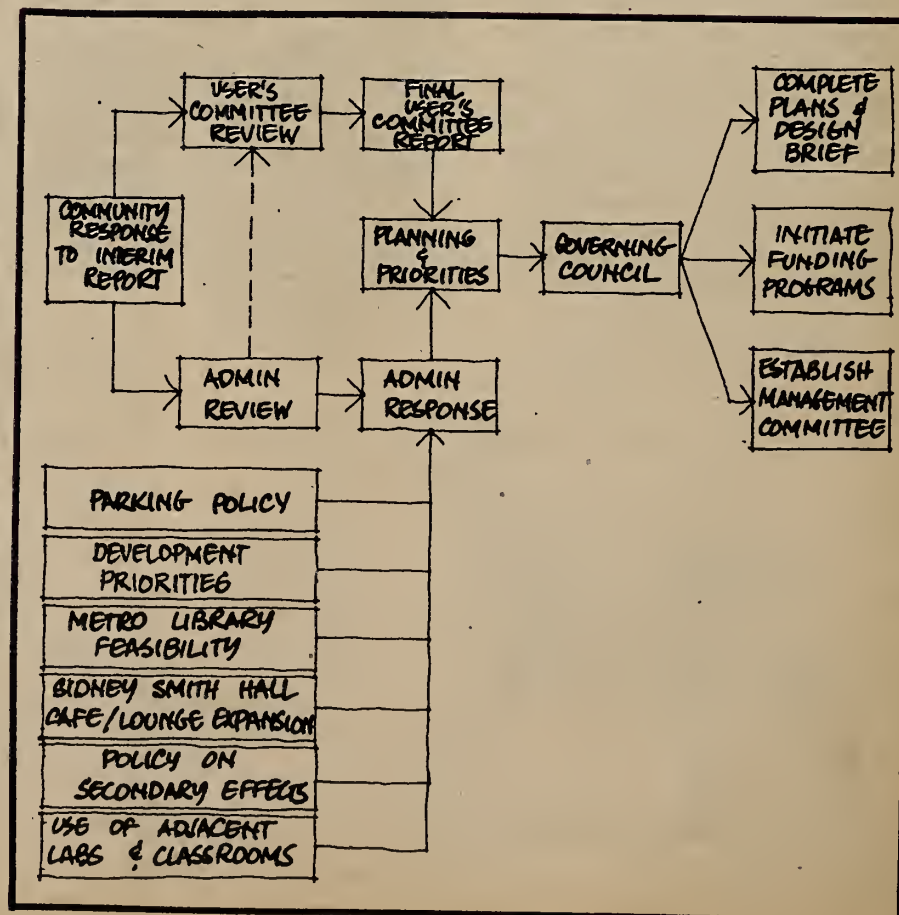 USER'S
COMMITTEE
REVIEW
FINAL
USER'S
COMMITTEE
REPORT
COMPLETE
PLANS &
DESIGN
BRIEF
COMMUNITY
RESPONSE
TO INTERIM
REPORT
PLANNING
&
PRIORITIES
GOVERNING
COUNCIL
INITIATE
FUNDING
PROGRAMS
ADMIN
REVIEW
ADMIN
RESPONSE
ESTABLISH
MANAGEMENT
COMMITTEE
PARKING POLICY
DEVELOPMENT
PRIORITIES
METRO LIBRARY
FEASIBILITY
SIDNEY SMITH HALL
CAFE/LOUNGE EXPANSION
POLICY ON
SECONDARY EFFECTS
USE OF ADJACENT
LABS & CLASSROOMS